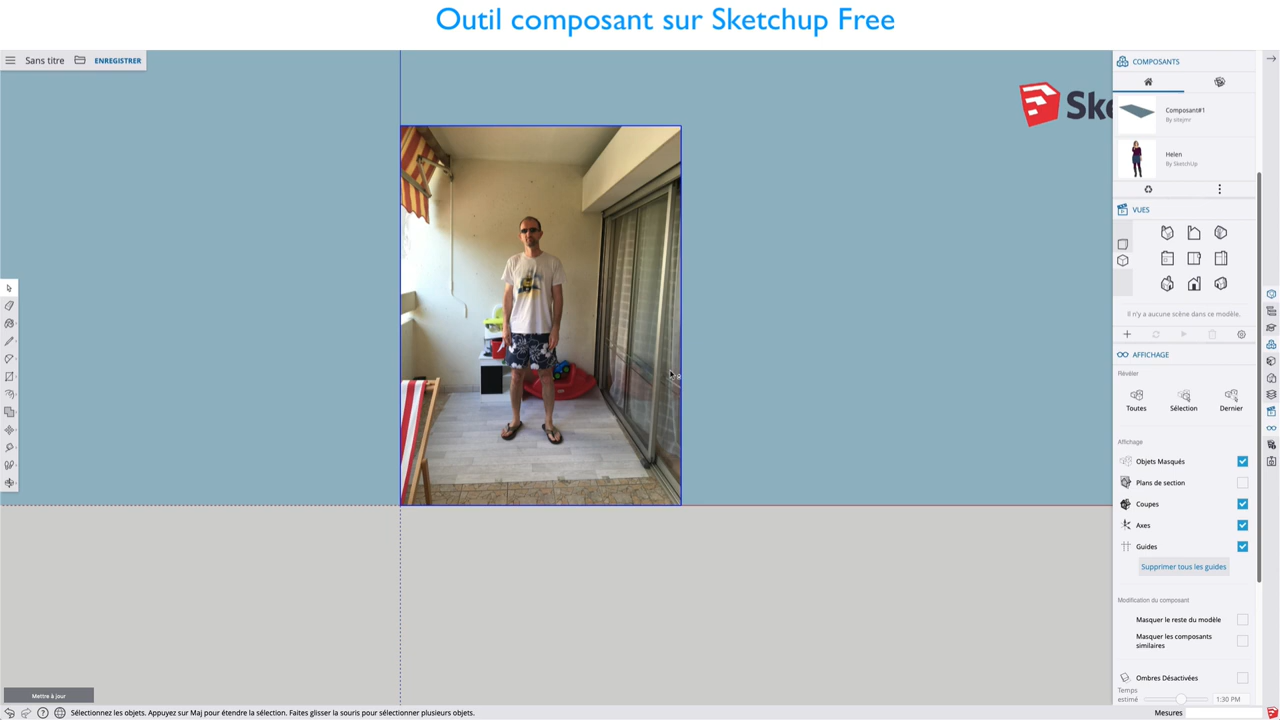 Outil composant sur Sketchup Free
Sans titre
ENREGISTRER
COMPOSANTS
Composant#1
By sitejmr
Helen
By SketchUp
VUES
Il n'y a aucune scène dans ce modèle.
AFFICHAGE
Révéler
Toutes
Sélection
Dernier
Affichage
Objets Masqués
Plans de section
Coupes
Axes
Guides
Supprimer tous les guides
Modification du composant
Masquer le reste du modèle
Masquer les composants
similaires
Ombres Désactivées
Temps
estimé
1:30 PM
Mettre à jour
Sélectionnez les objets. Appuyez sur Maj pour étendre la sélection. Faites glisser la souris pour sélectionner plusieurs objets.
Mesures
Ske